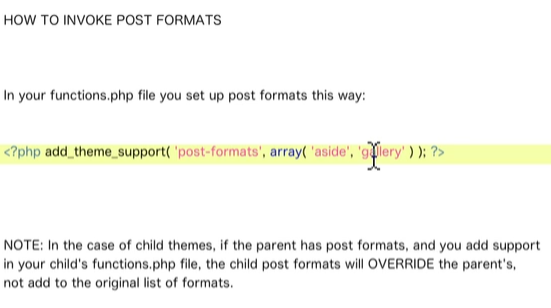 HOW TO INVOKE POST FORMATS
In your functions.php file you set up post formats this way:
<?php add_theme_support( 'post-formats', array( 'aside', 'gallery' ) ); ?>
NOTE: In the case of child themes, if the parent has post formats, and you add support
in your child's functions.php file, the child post formats will OVERRIDE the parent's,
not add to the original list of formats.